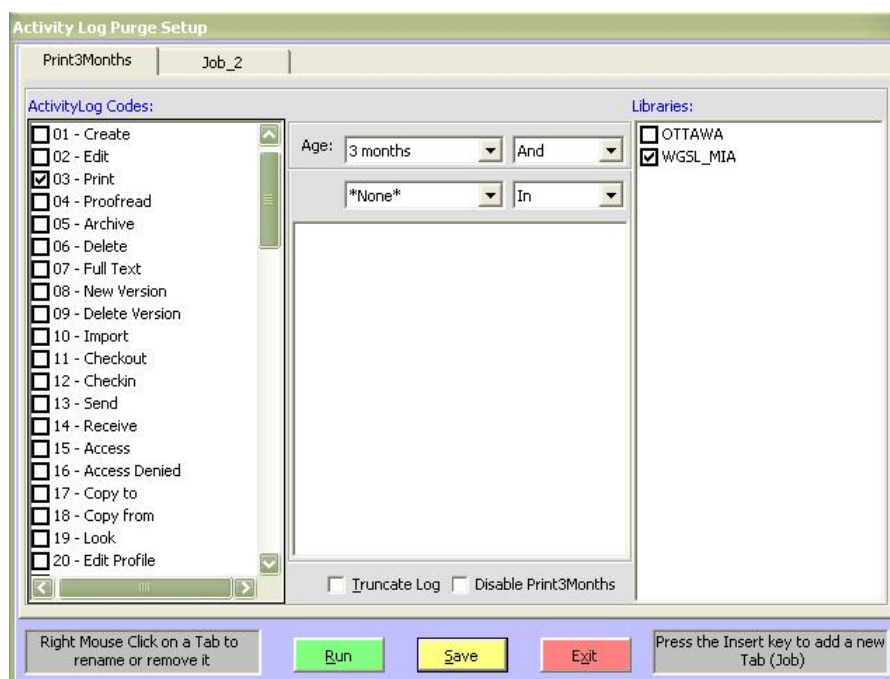 Activity Log Purge Setup
Print3Months
Job_2
ActivityLog Codes:
Libraries:
01 - Create
02 - Edit
03 - Print
04 - Proofread
05 - Archive
06 - Delete
07 - Full Text
08 - New Version
09 - Delete Version
10 - Import
11 - Checkout
12 - Checkin
13 - Send
14 - Receive
15 - Access
16 - Access Denied
17 - Copy to
18 - Copy from
19 - Look
20 - Edit Profile
Age:
3 months
And
*None*
In
Truncate Log
Disable Print3Months
OTTAWA
WGSL_MIA
Right Mouse Click on a Tab to
rename or remove it
Run
Save
Exit
Press the Insert key to add a new
Tab (Job)